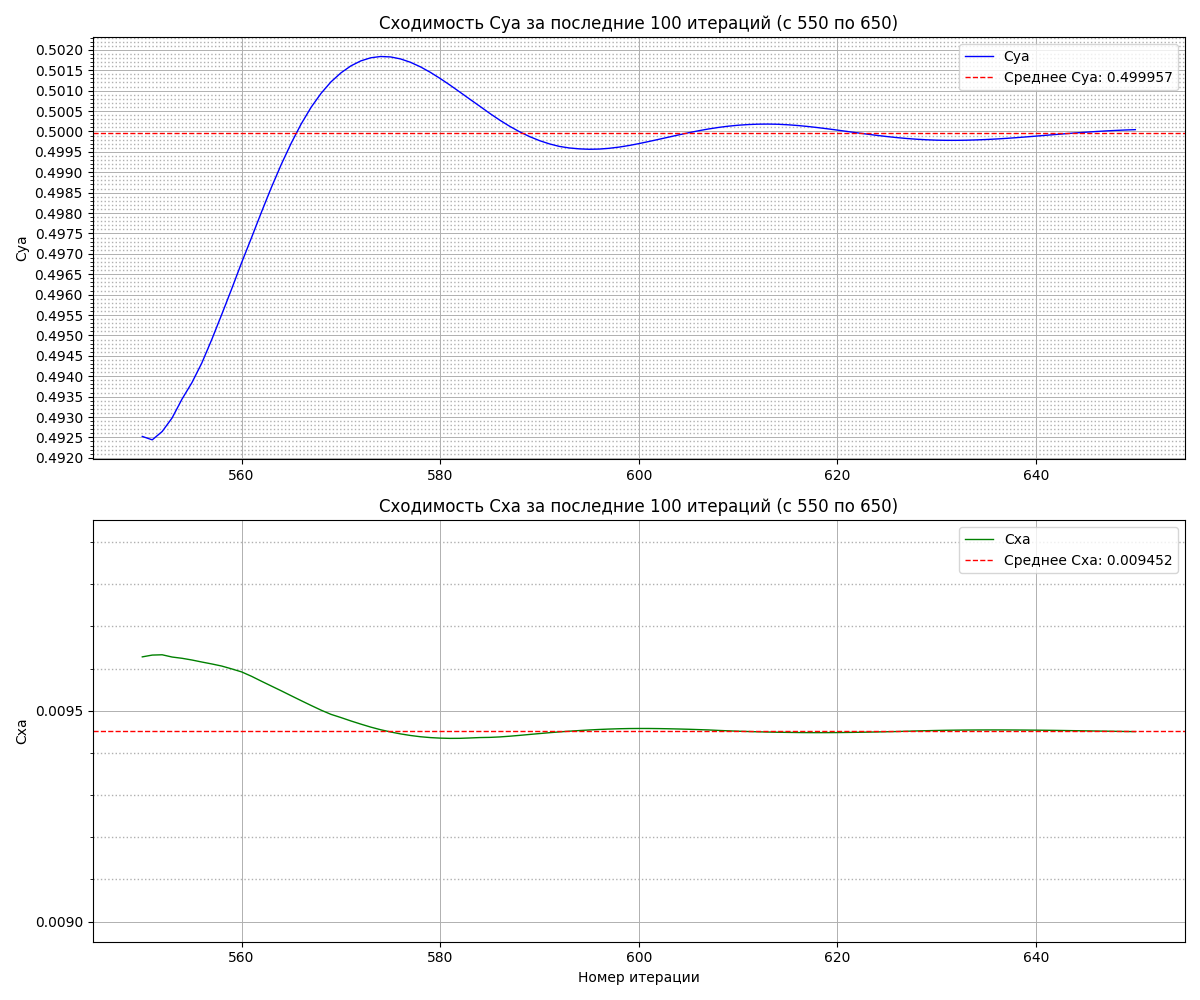 Сходимость Cya за последние 100 итераций (с 550 по 650)
Cya
Среднее Cya: 0.499957
0.5020
0.5015
0.5010
0.5005
0.5000
0.4995
0.4990
0.4985
0.4980
0.4975
0.4970
0.4965
0.4960
0.4955
0.4950
0.4945
0.4940
0.4935
0.4930
0.4925
0.4920
Cya
560 580 600 620 640
Сходимость Cxa за последние 100 итераций (с 550 по 650)
Cxa
Среднее Cxa: 0.009452
0.0095
0.0090
Cxa
560 580 600 620 640
Номер итерации